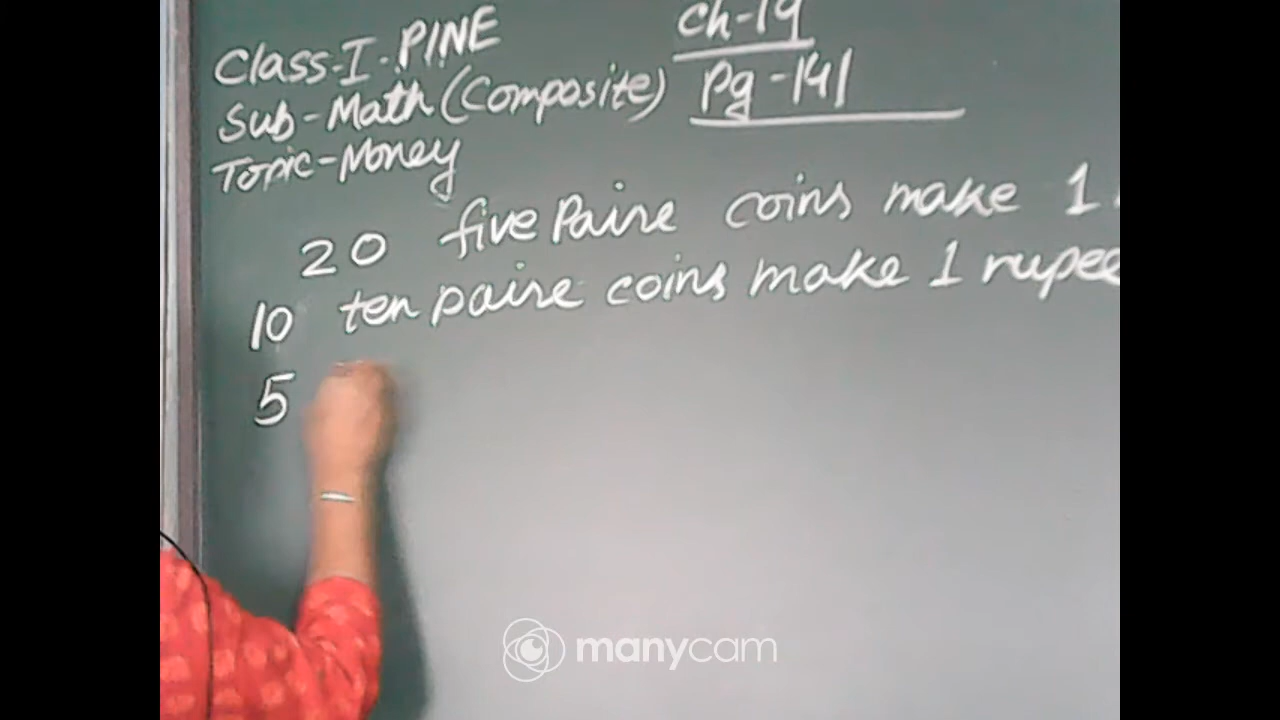 Class-I-PINE
Sub-Math (Composite)
Topic-Money
Ch-19
Pg-141
20 five Paise coins make 1
10 ten paise coins make 1 rupee
5
manycam